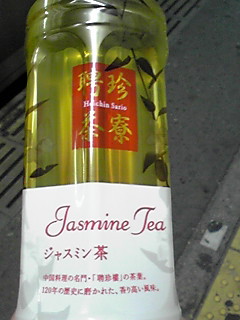 聘珍
Heichin Sario
茶寮
Jasmine Tea
ジャスミン茶
中国料理の名門・「聘珍樓」の茶葉。
120年の歴史に磨かれた、香り高い風味。